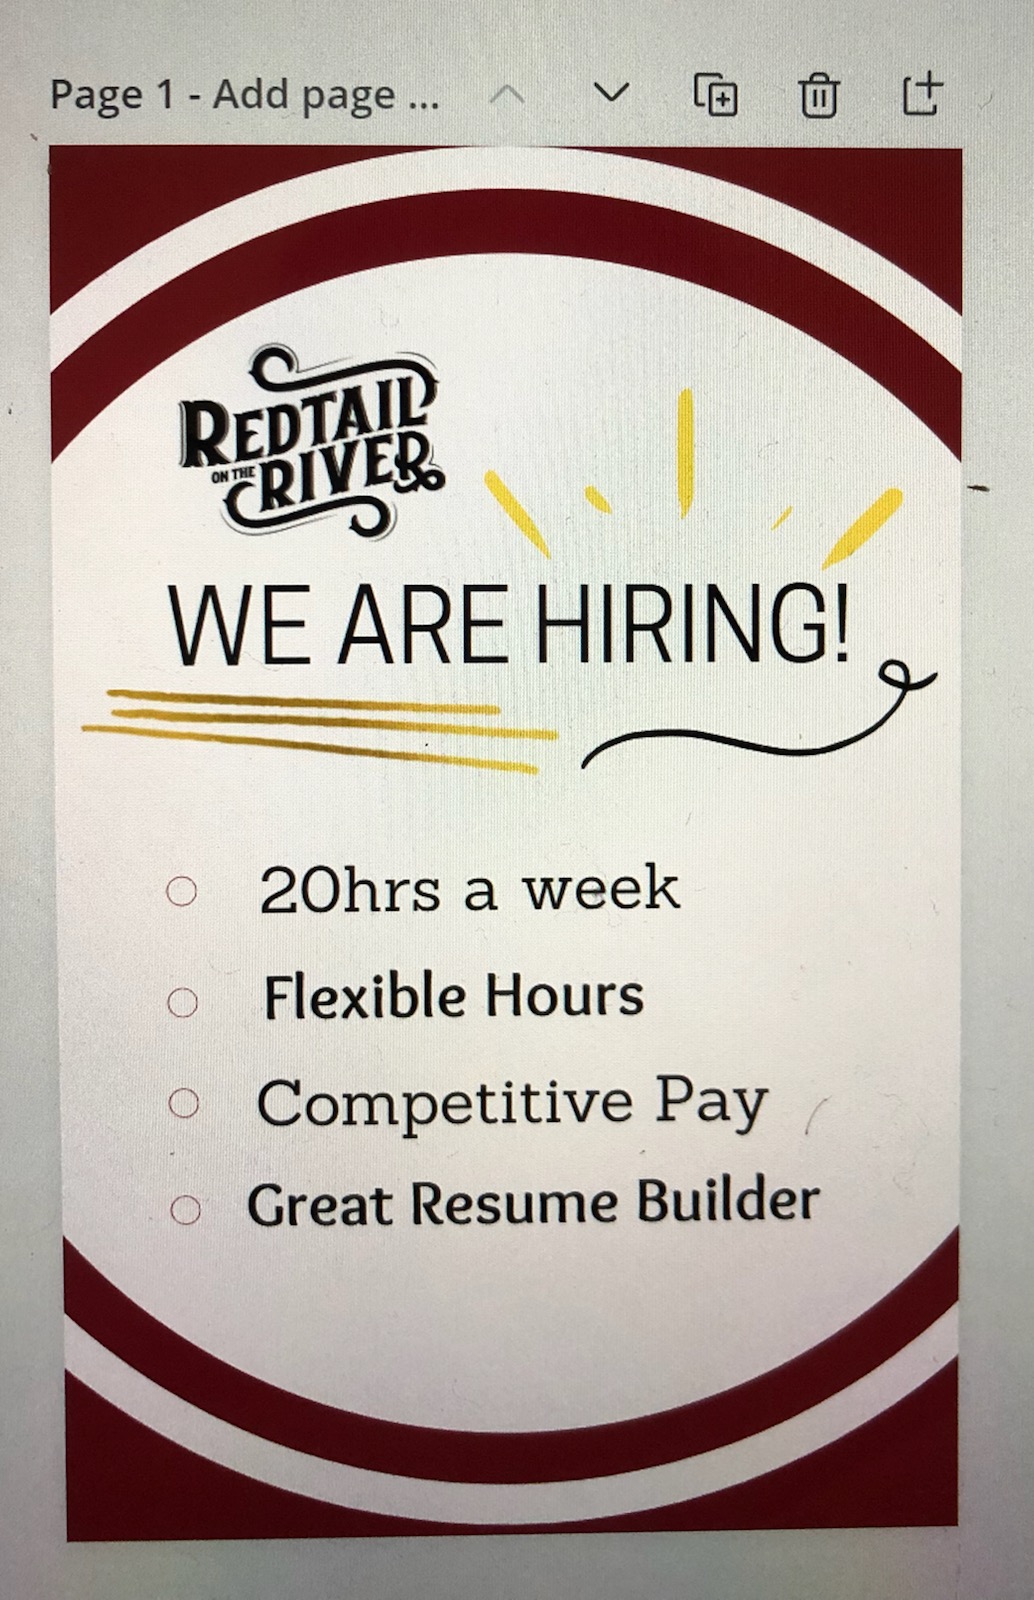 Page 1 - Add page ...
REDTAIL
ON THE RIVER
WE ARE HIRING!
20hrs a week
Flexible Hours
Competitive Pay
Great Resume Builder